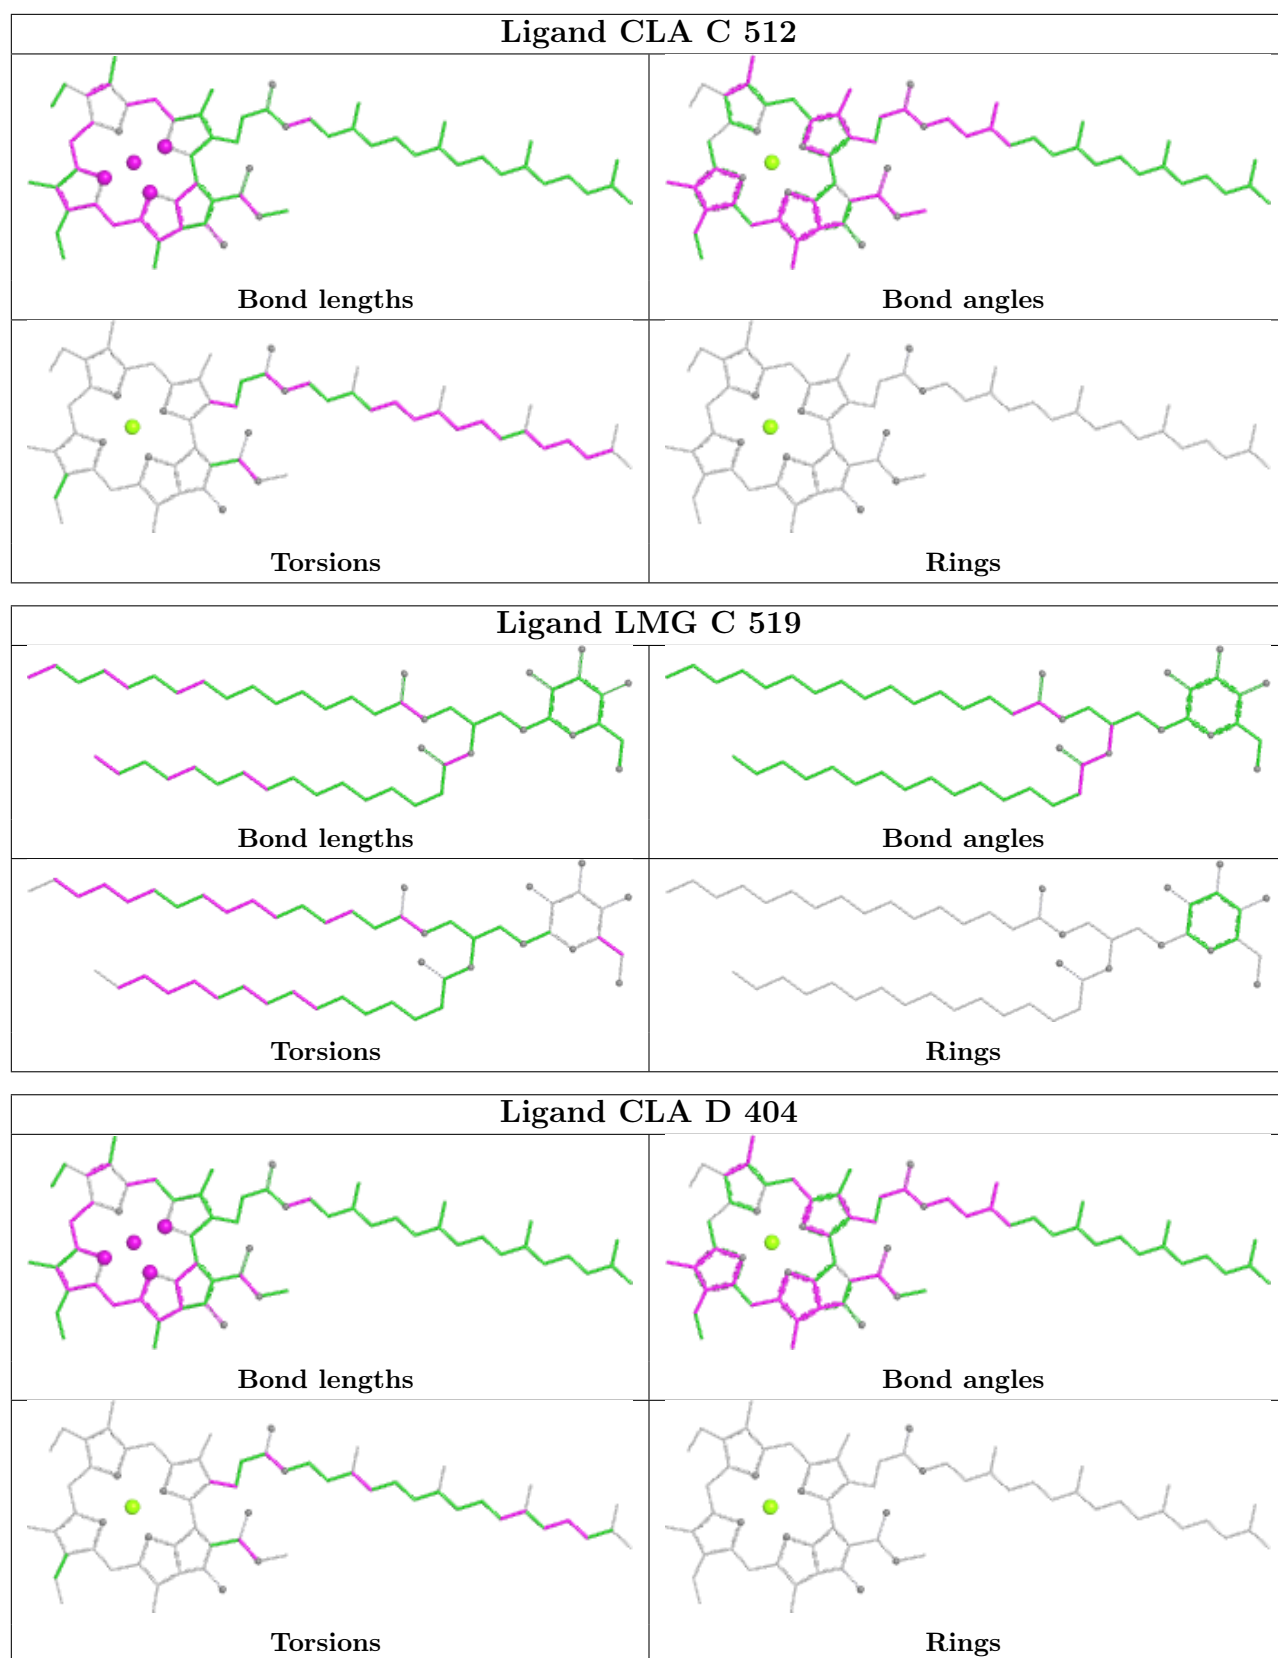 Ligand CLA C 512
Bond lengths
Bond angles
Torsions
Rings
Ligand LMG C 519
Bond lengths
Bond angles
Torsions
Rings
Ligand CLA D 404
Bond lengths
Bond angles
Torsions
Rings